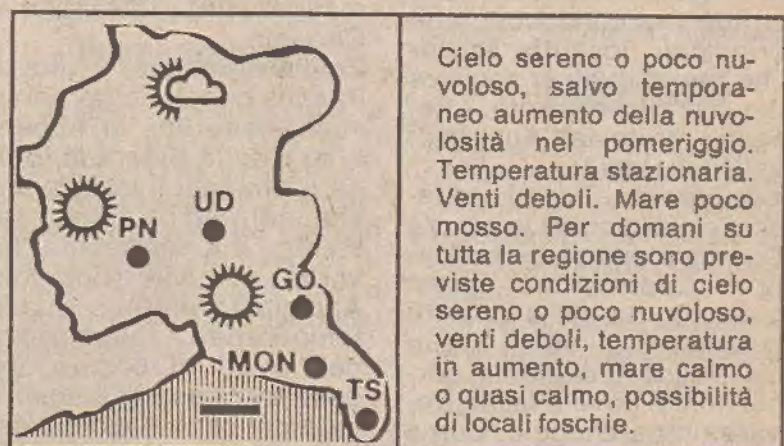 UD
PN
GO
MON
TS
Cielo sereno o poco nu-
voloso, salvo tempora-
neo aumento della nuvo-
losità nel pomeriggio.
Temperatura stazionaria.
Venti deboli. Mare poco
mosso. Per domani su
tutta la regione sono pre-
viste condizioni di cielo
sereno o poco nuvoloso,
venti deboli, temperatura
in aumento, mare calmo
o quasi calmo, possibilità
di locali foschie.